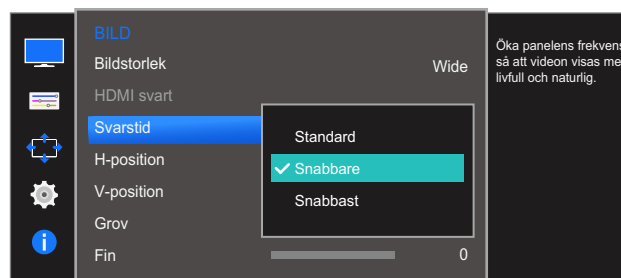 BILD
Bildstorlek Wide
HDMI svart
Svarstid
H-position
V-position
Grov
Fin 0
Standard
Snabbare
Snabbast
Öka panelens frekvens
så att videon visas me
livfull och naturlig.